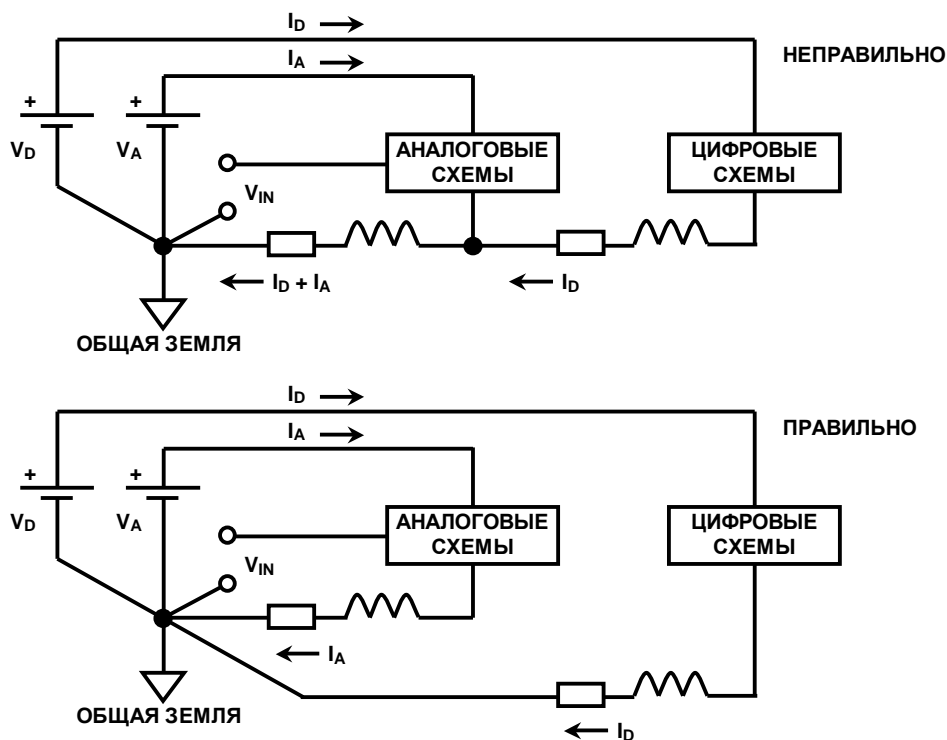 I_D
НЕПРАВИЛЬНО
I_A
+
+
V_D
V_A
АНАЛОГОВЫЕ
СХЕМЫ
ЦИФРОВЫЕ
СХЕМЫ
V_IN
I_D + I_A
I_D
ОБЩАЯ ЗЕМЛЯ
I_D
ПРАВИЛЬНО
I_A
+
+
V_D
V_A
АНАЛОГОВЫЕ
СХЕМЫ
ЦИФРОВЫЕ
СХЕМЫ
V_IN
I_A
ОБЩАЯ ЗЕМЛЯ
I_D